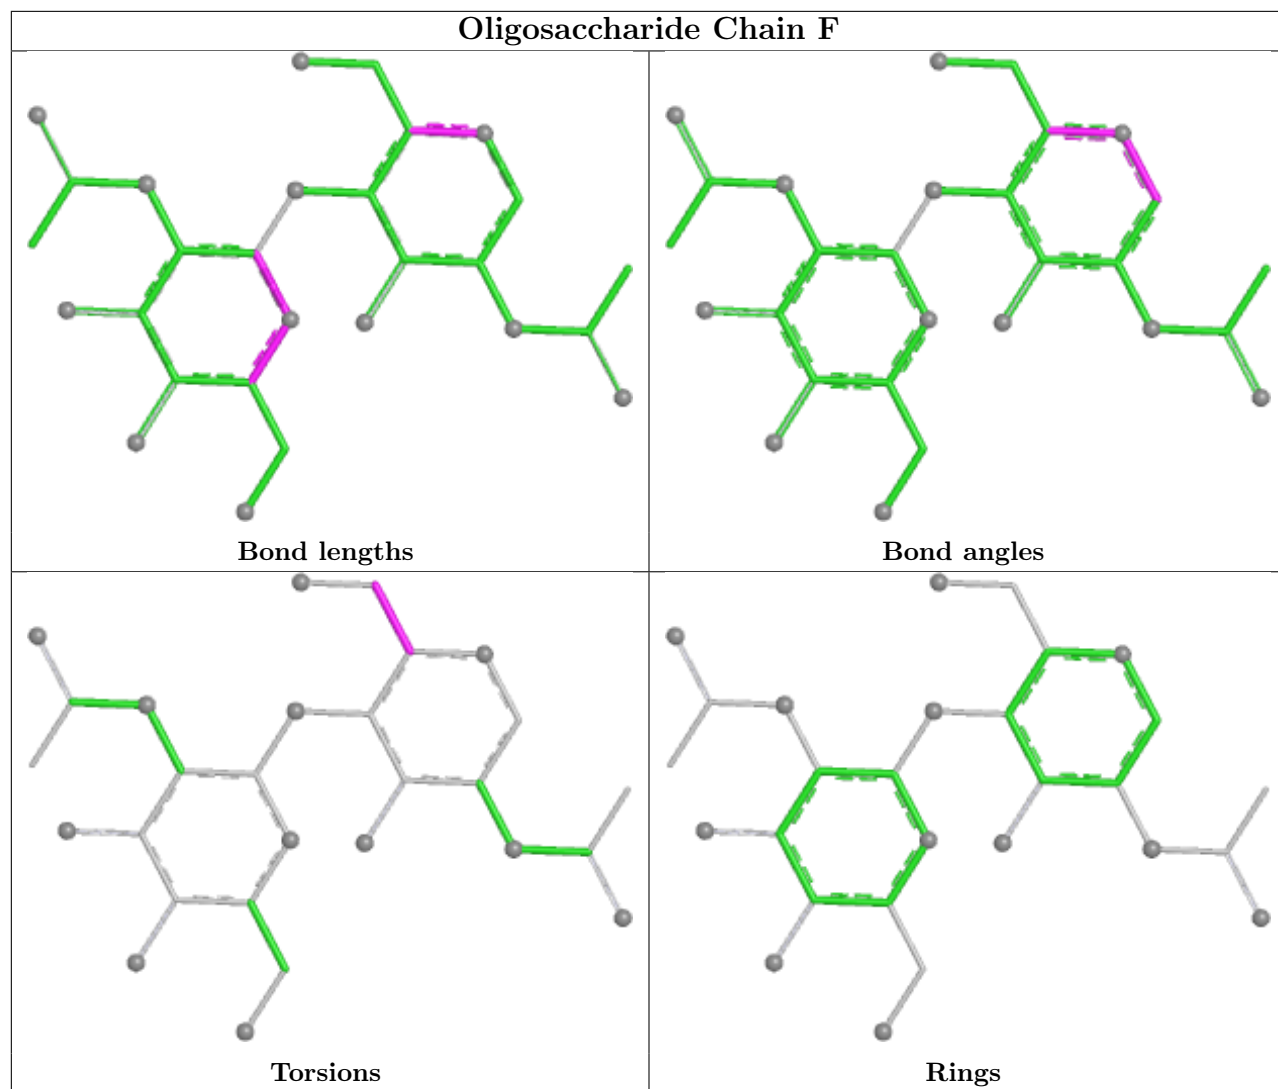 Oligosaccharide Chain F
Bond lengths
Bond angles
Torsions
Rings